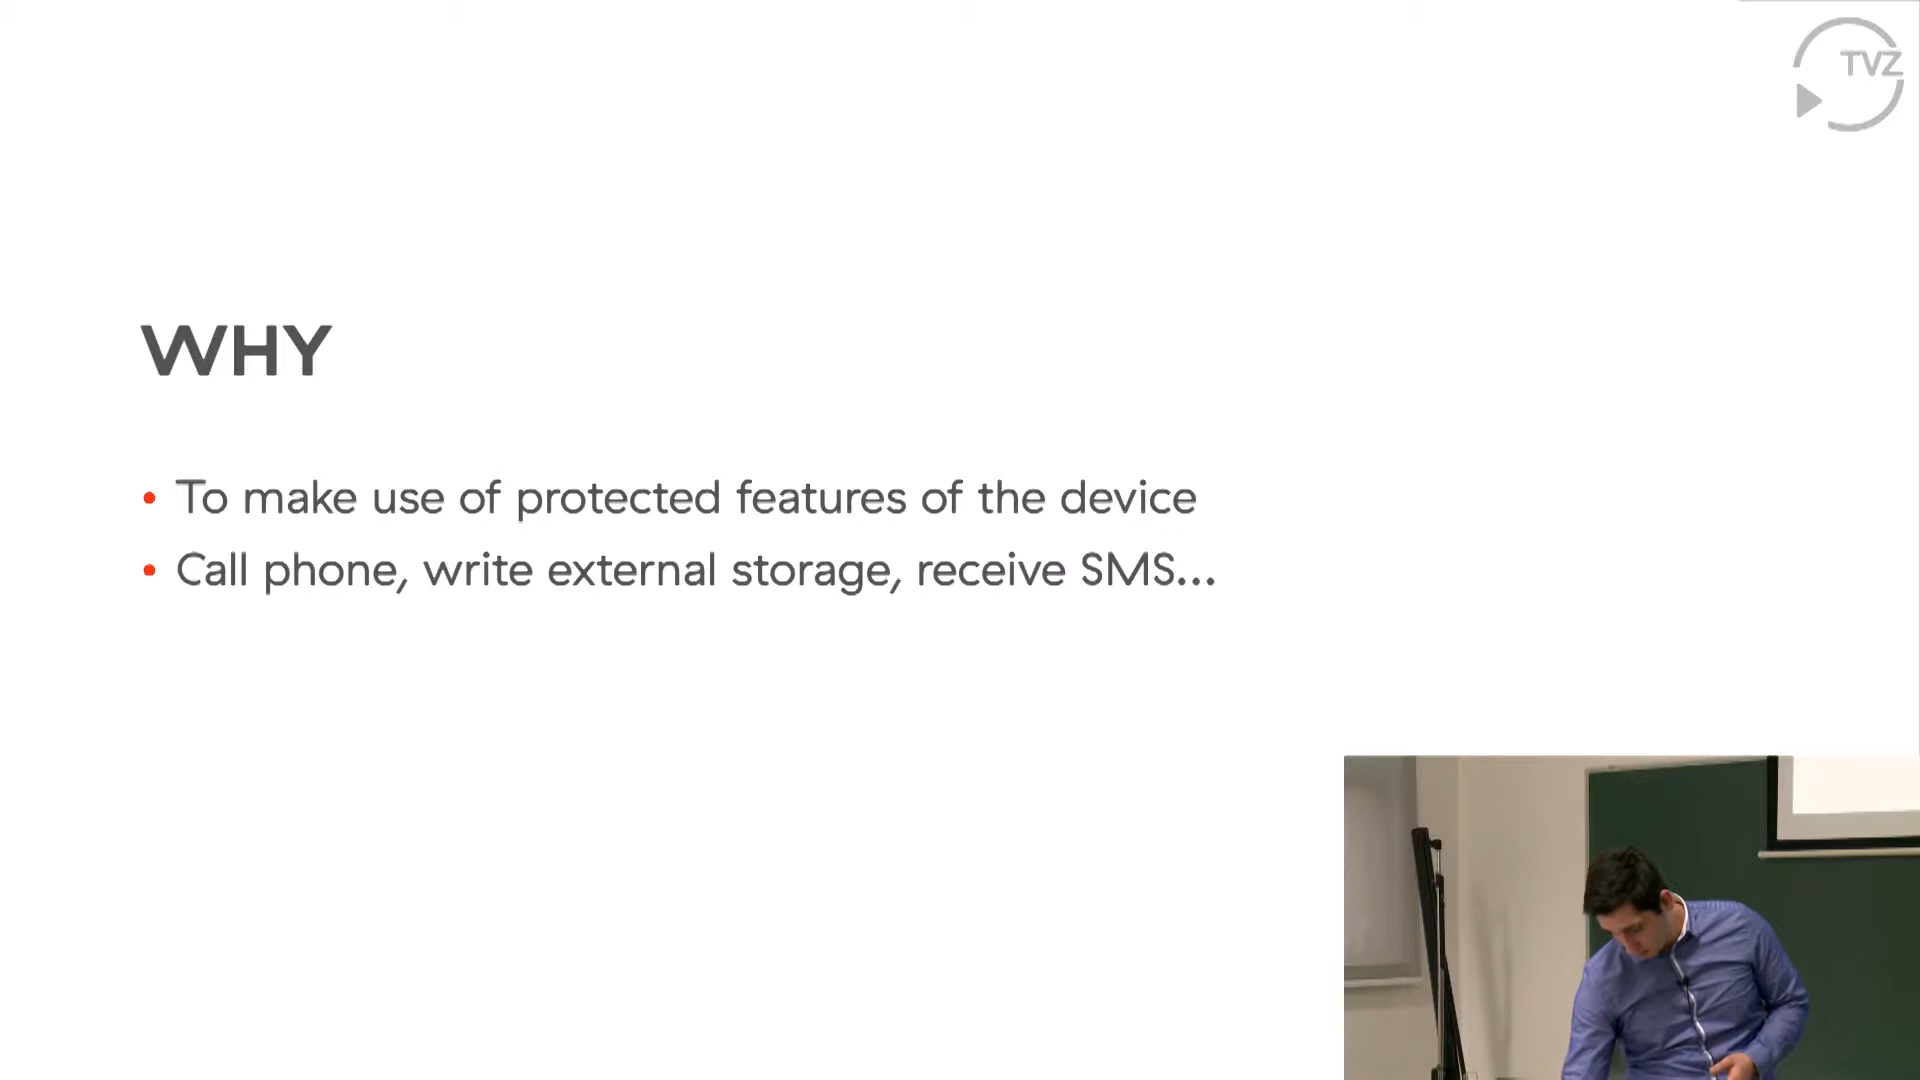 TVZ
WHY
• To make use of protected features of the device
• Call phone, write external storage, receive SMS...